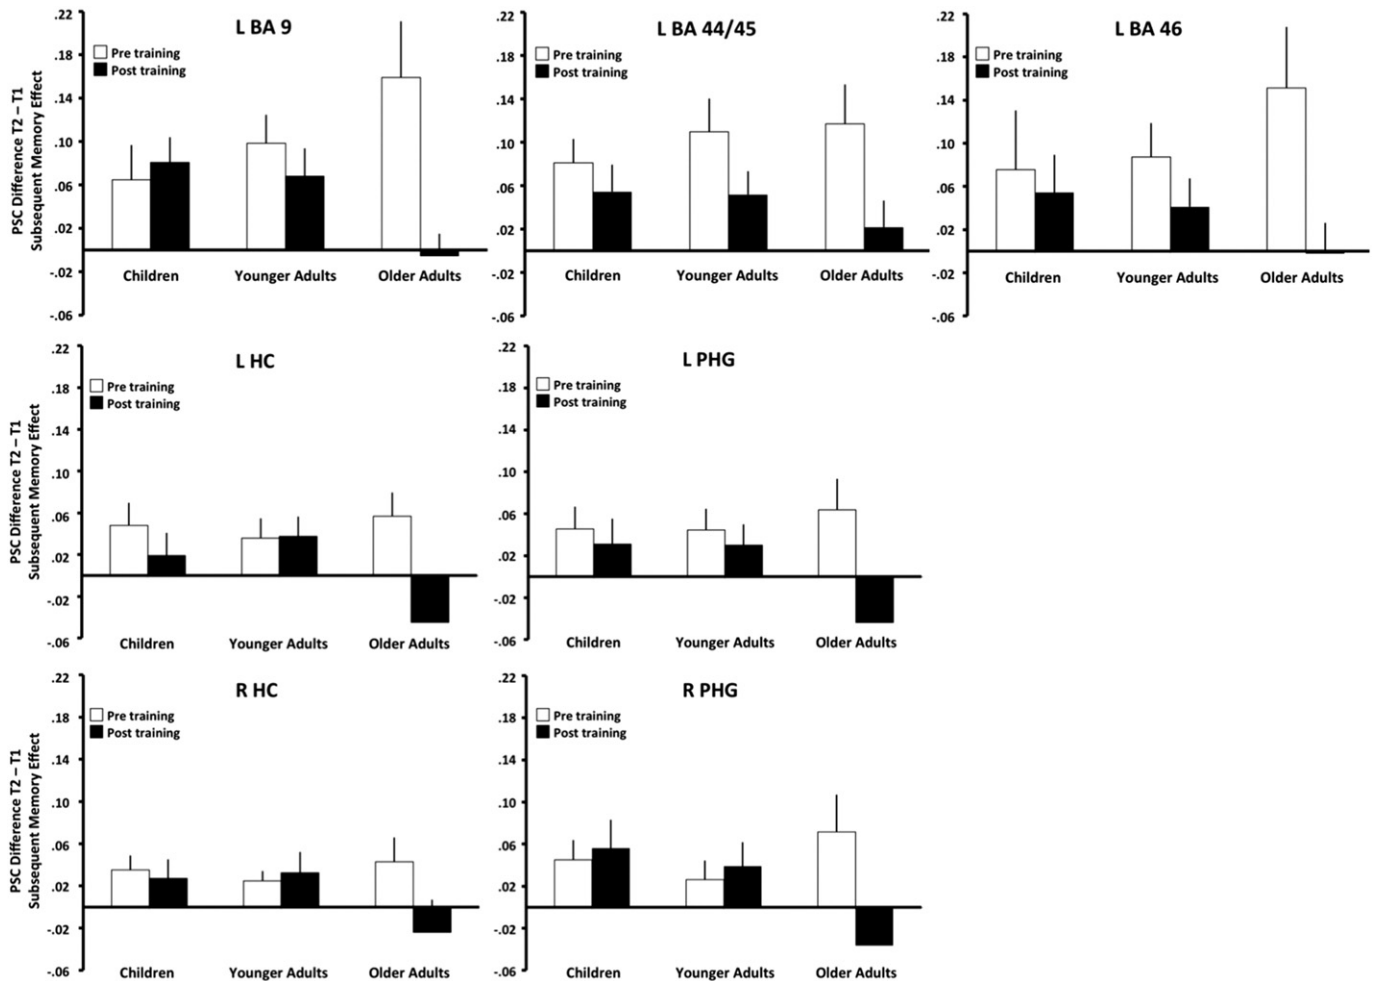 L BA 9
PSC Difference T2 – T1
Subsequent Memory Effect
.22
.18
.14
.10
.06
.02
-.02
-.06
Pre training
Post training
Children Younger Adults Older Adults
L BA 44/45
.22
.18
.14
.10
.06
.02
-.02
-.06
Pre training
Post training
Children Younger Adults Older Adults
L BA 46
.22
.18
.14
.10
.06
.02
-.02
-.06
Pre training
Post training
Children Younger Adults Older Adults
L HC
PSC Difference T2 – T1
Subsequent Memory Effect
.22
.18
.14
.10
.06
.02
-.02
-.06
Pre training
Post training
Children Younger Adults Older Adults
L PHG
.22
.18
.14
.10
.06
.02
-.02
-.06
Pre training
Post training
Children Younger Adults Older Adults
R HC
PSC Difference T2 – T1
Subsequent Memory Effect
.22
.18
.14
.10
.06
.02
-.02
-.06
Pre training
Post training
Children Younger Adults Older Adults
R PHG
.22
.18
.14
.10
.06
.02
-.02
-.06
Pre training
Post training
Children Younger Adults Older Adults